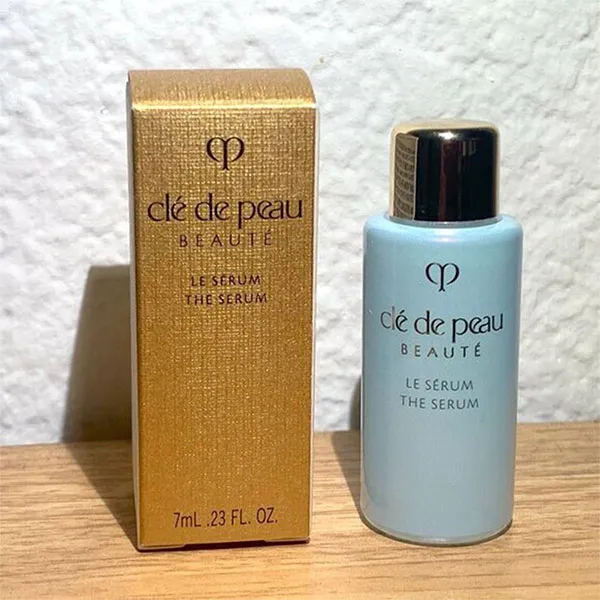 clé de peau
BEAUTÉ
LE SÉRUM
THE SERUM
7mL .23 FL. OZ.
clé de peau
BEAUTÉ
LE SÉRUM
THE SERUM